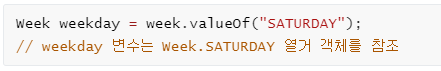 Week weekday = week.valueOf("SATURDAY");
// weekday 변수는 Week.SATURDAY 열거 객체를 참조